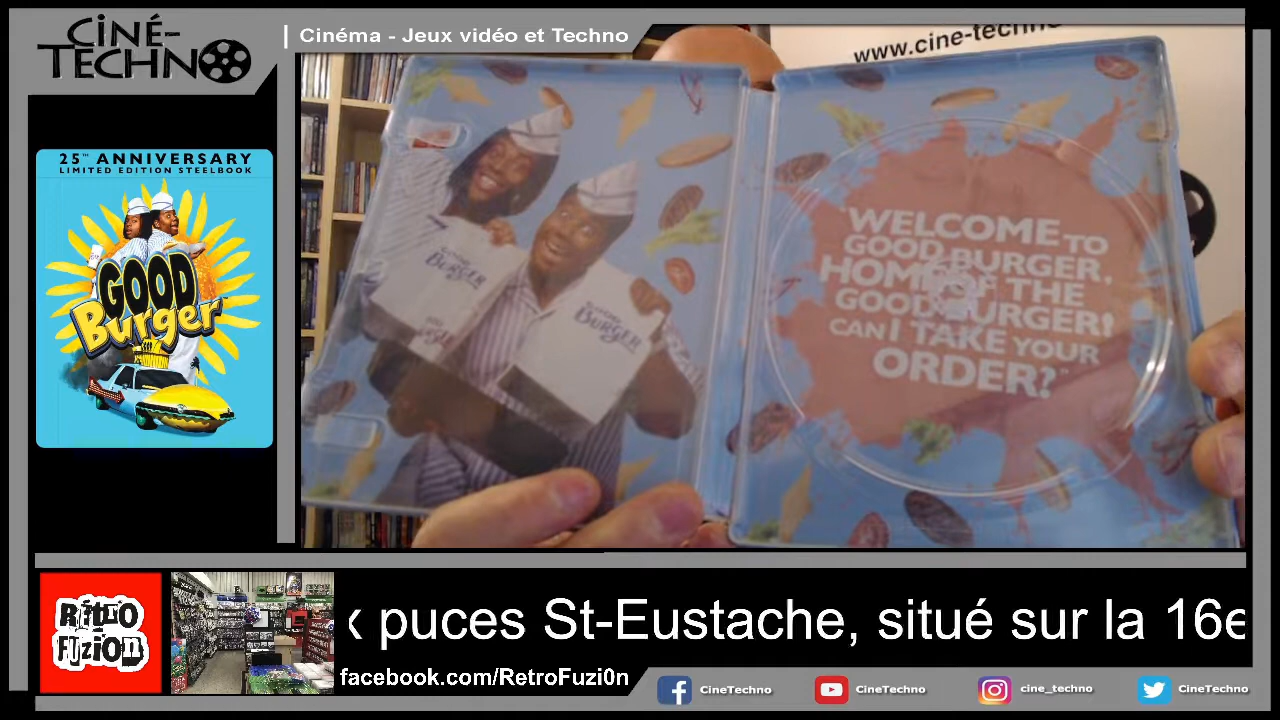 CiNÉ-
TECHNO
| Cinéma - Jeux vidéo et Techno
www.cine-techno
25TH ANNIVERSARY
LIMITED EDITION STEELBOOK
GOOD
Burger
BURGER
BURGER
"WELCOME TO
GOOD BURGER,
HOME OF THE
GOOD BURGER!
CAN I TAKE YOUR
ORDER?"
RÉTRO
FUZION
x puces St-Eustache, situé sur la 16e
facebook.com/RetroFuzi0n
CineTechno
CineTechno
cine_techno
CineTechno